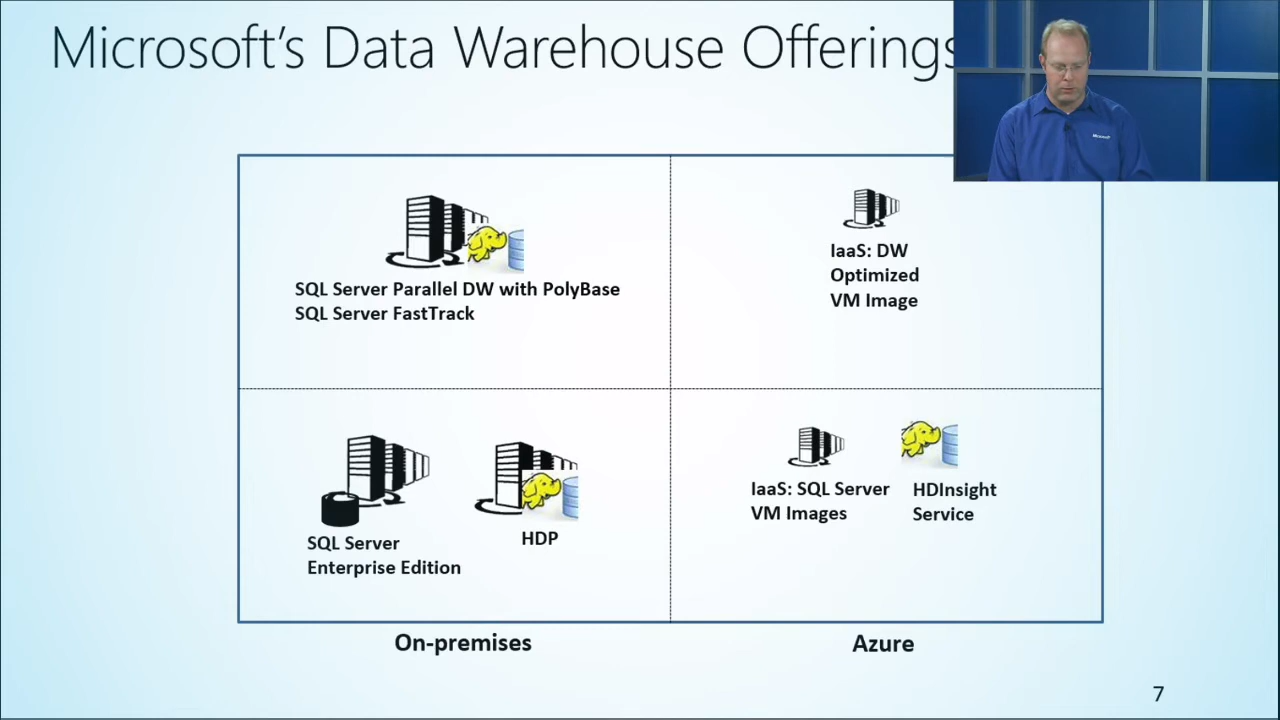 Microsoft's Data Warehouse Offerings
Microsoft
SQL Server Parallel DW with PolyBase
SQL Server FastTrack
IaaS: DW
Optimized
VM Image
SQL Server
Enterprise Edition
HDP
IaaS: SQL Server
VM Images
HDInsight
Service
On-premises
Azure
7